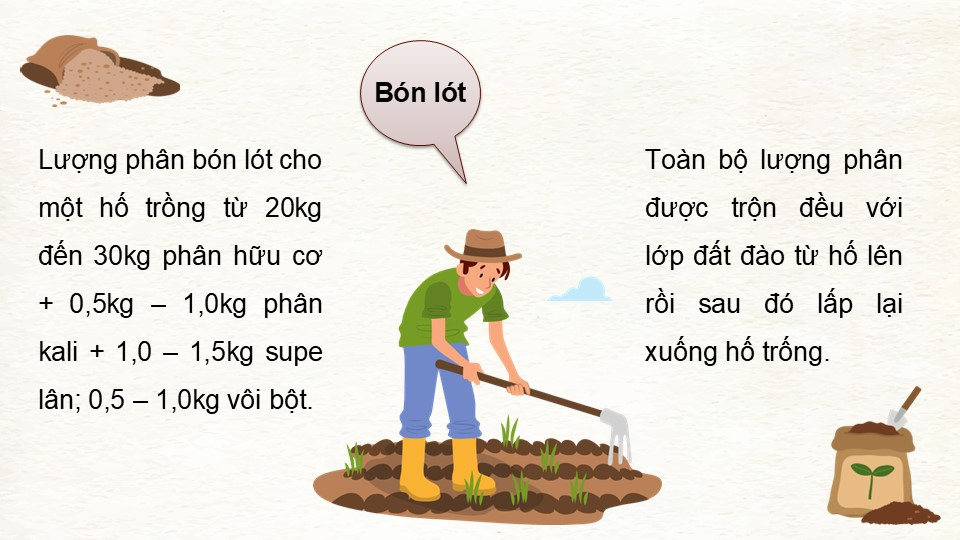 Bón lót
Lượng phân bón lót cho
một hố trồng từ 20kg
đến 30kg phân hữu cơ
+ 0,5kg – 1,0kg phân
kali + 1,0 – 1,5kg supe
lân; 0,5 – 1,0kg vôi bột.
Toàn bộ lượng phân
được trộn đều với
lớp đất đào từ hố lên
rồi sau đó lấp lại
xuống hố trống.